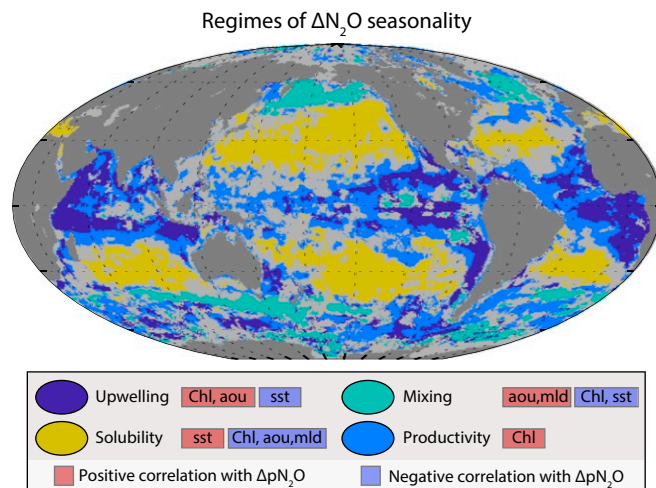 Regimes of ΔN₂O seasonality
Upwelling Chl, aou sst Mixing aou,mld Chl, sst
Solubility sst Chl, aou,mld Productivity Chl
Positive correlation with ΔpN₂O Negative correlation with ΔpN₂O